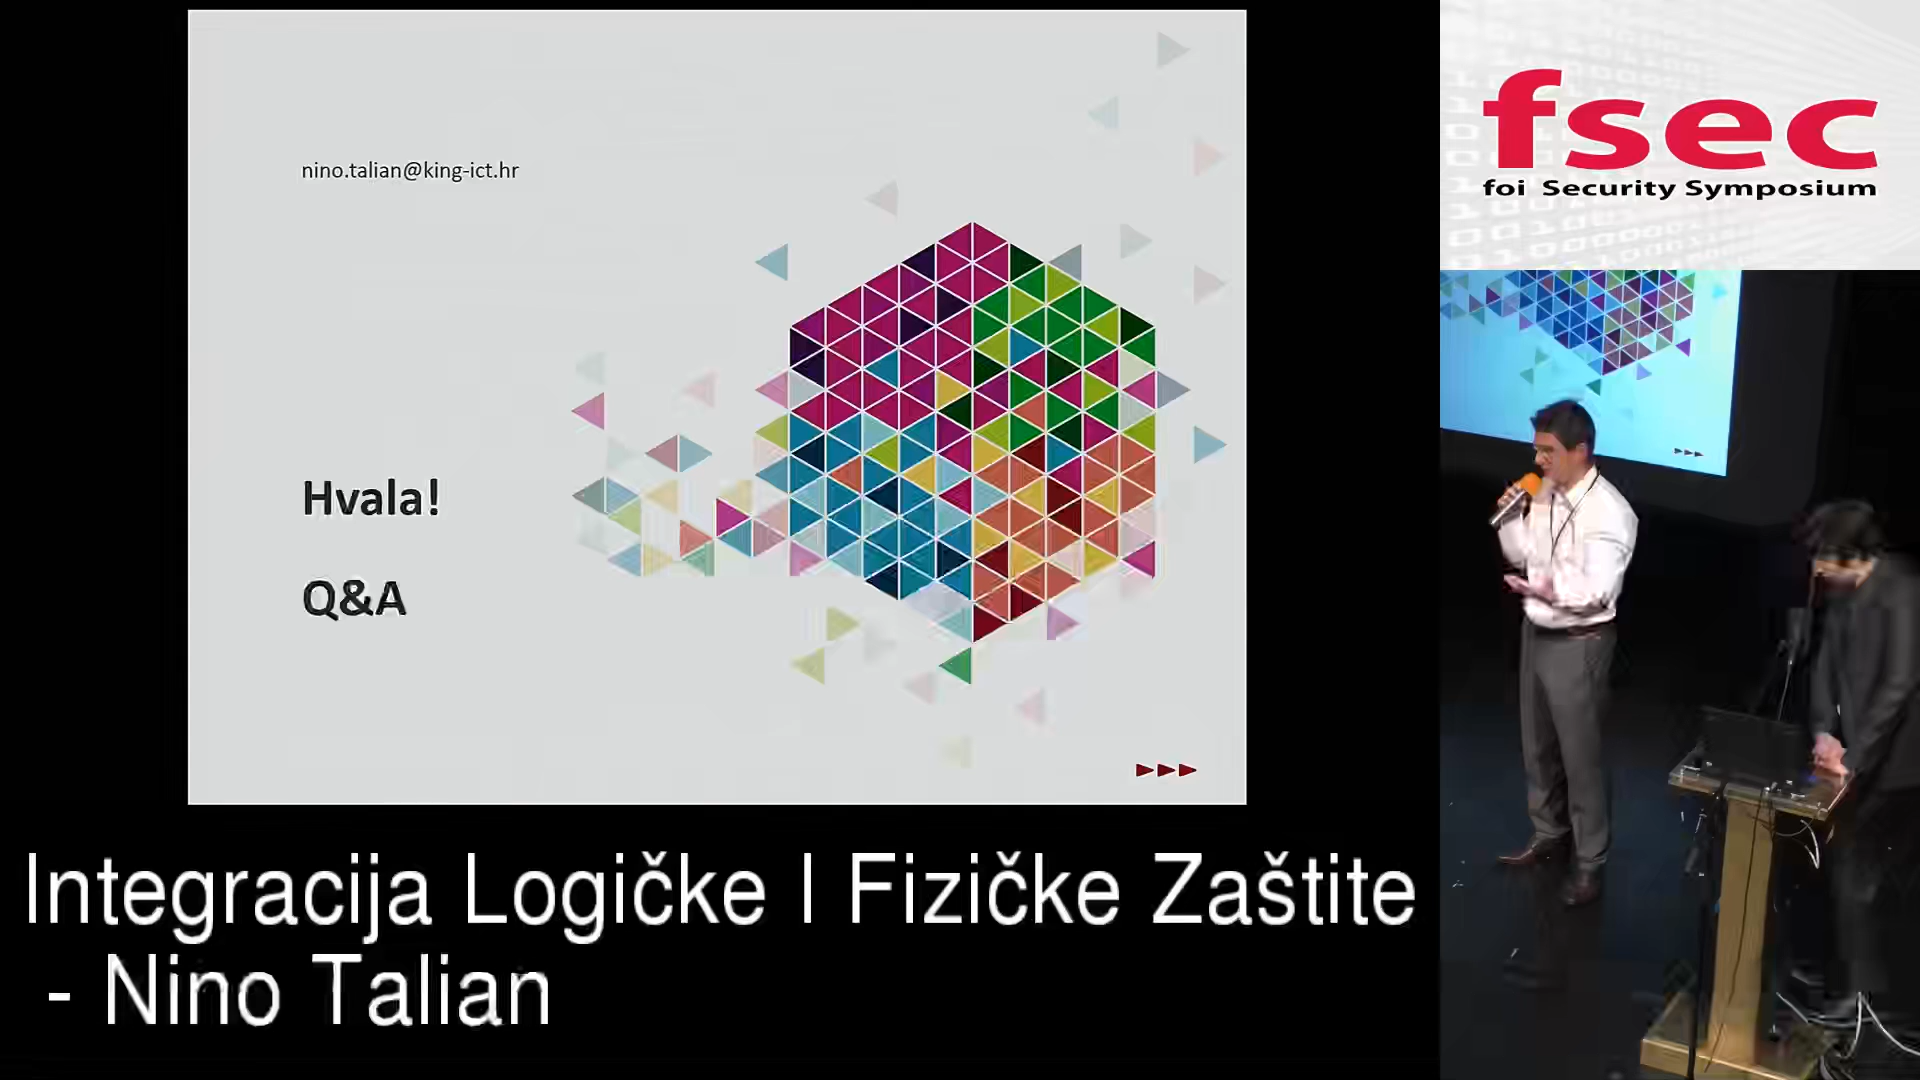 nino.talian@king-ict.hr
Hvala!
Q&A
fsec
foi Security Symposium
Integracija Logičke I Fizičke Zaštite
- Nino Talian